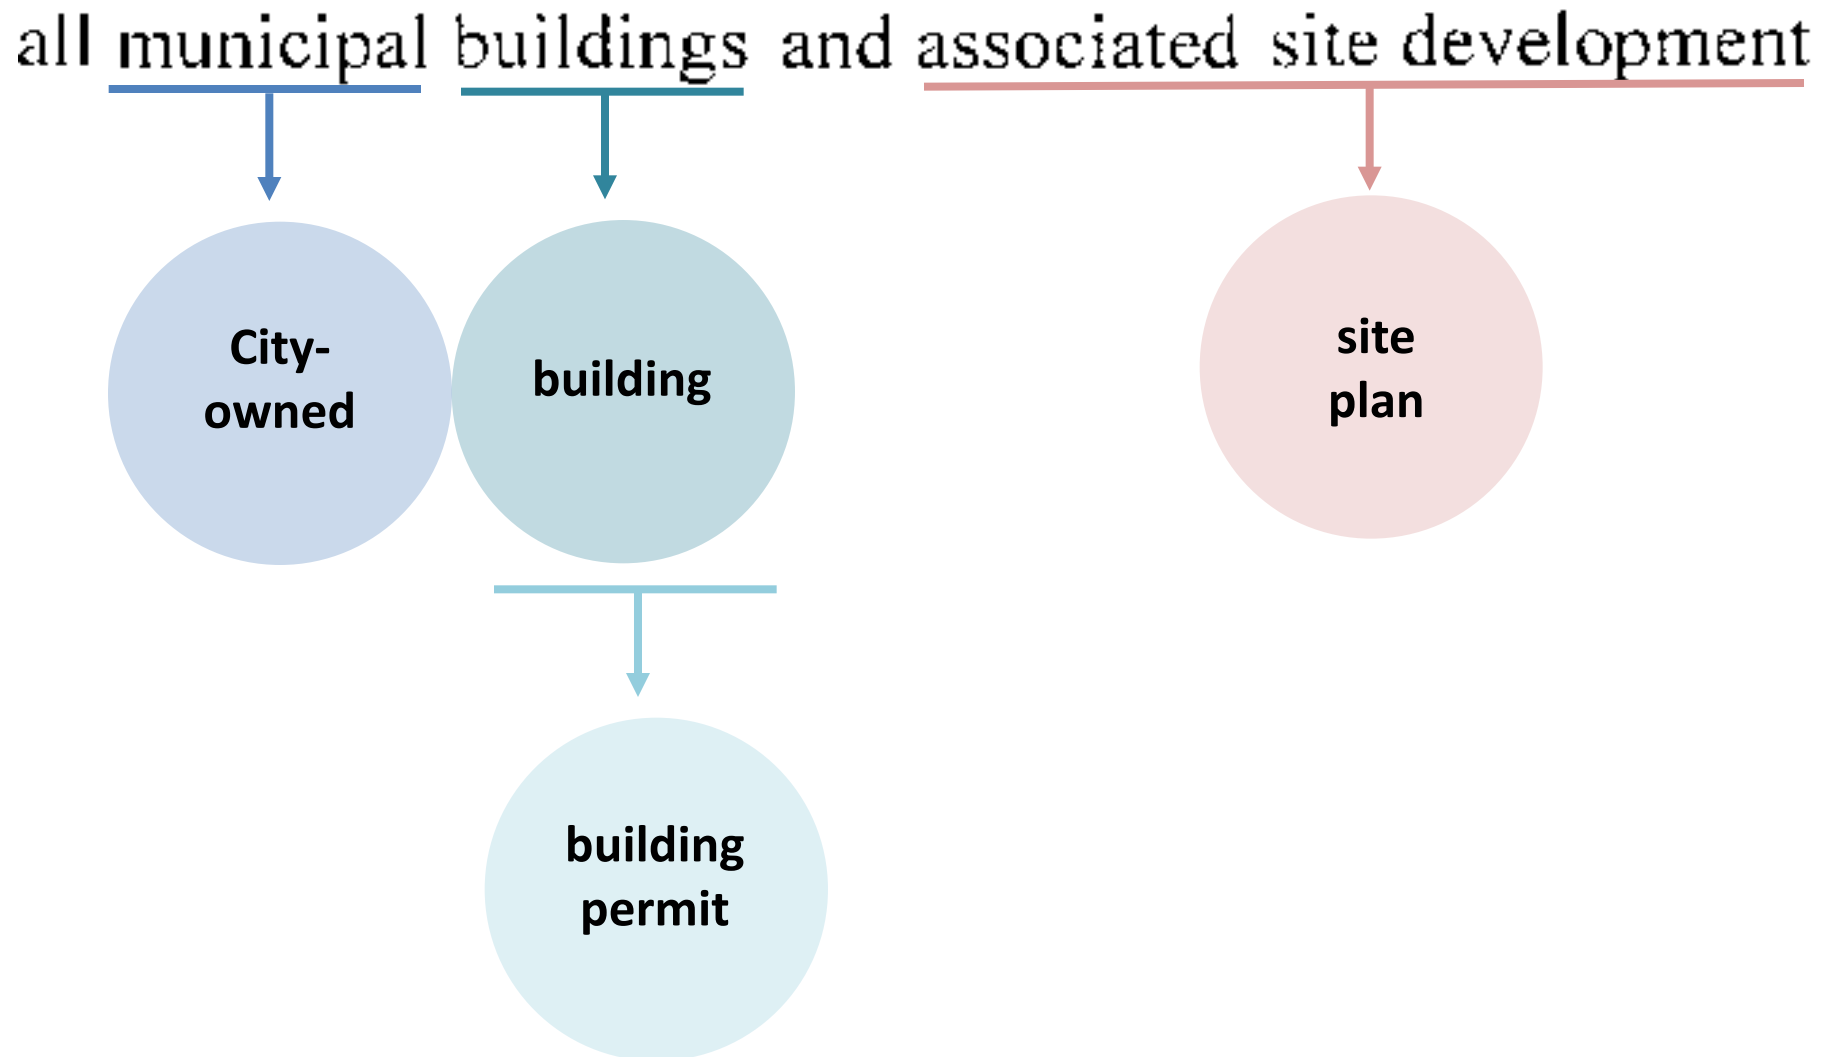 all municipal buildings and associated site development
City-
owned
building
site
plan
building
permit